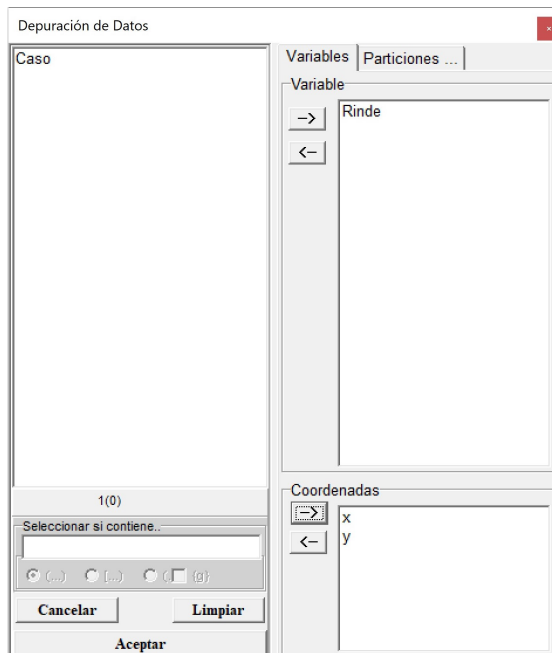 Depuración de Datos
×
Caso
1(0)
Seleccionar si contiene..
(...) [...) (. {g}
Cancelar Limpiar
Aceptar
Variables Particiones ...
Variable
-->
<--
Rinde
Coordenadas
-->
<--
x
y